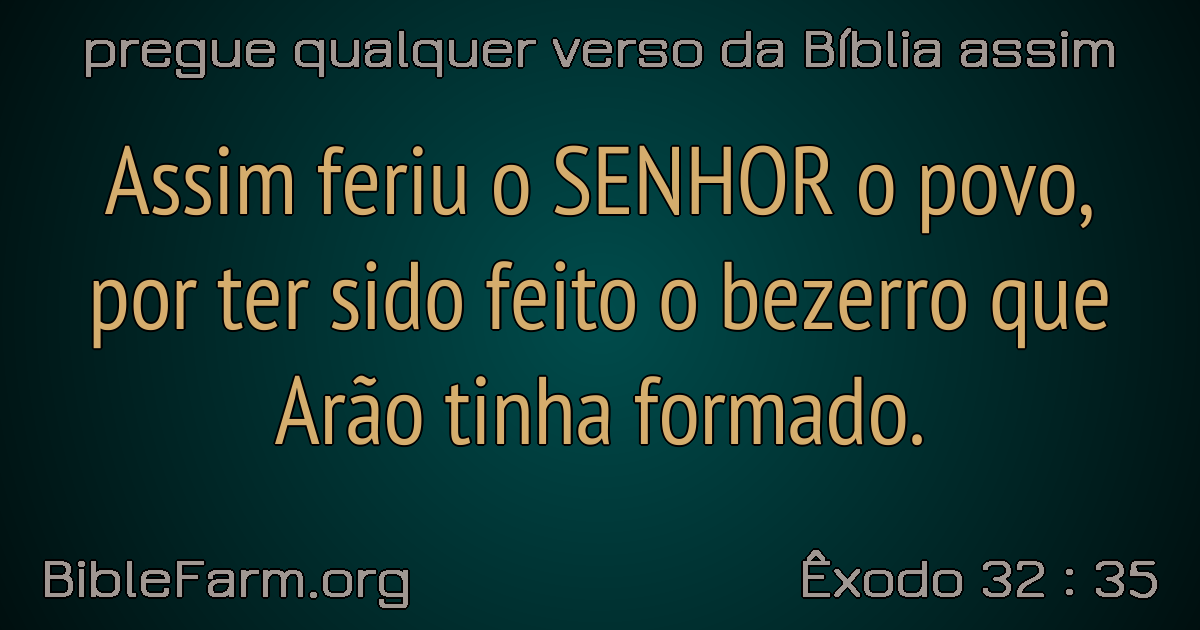 pregue qualquer verso da Bíblia assim
Assim feriu o SENHOR o povo,
por ter sido feito o bezerro que
Arão tinha formado.
BibleFarm.org
Êxodo 32 : 35